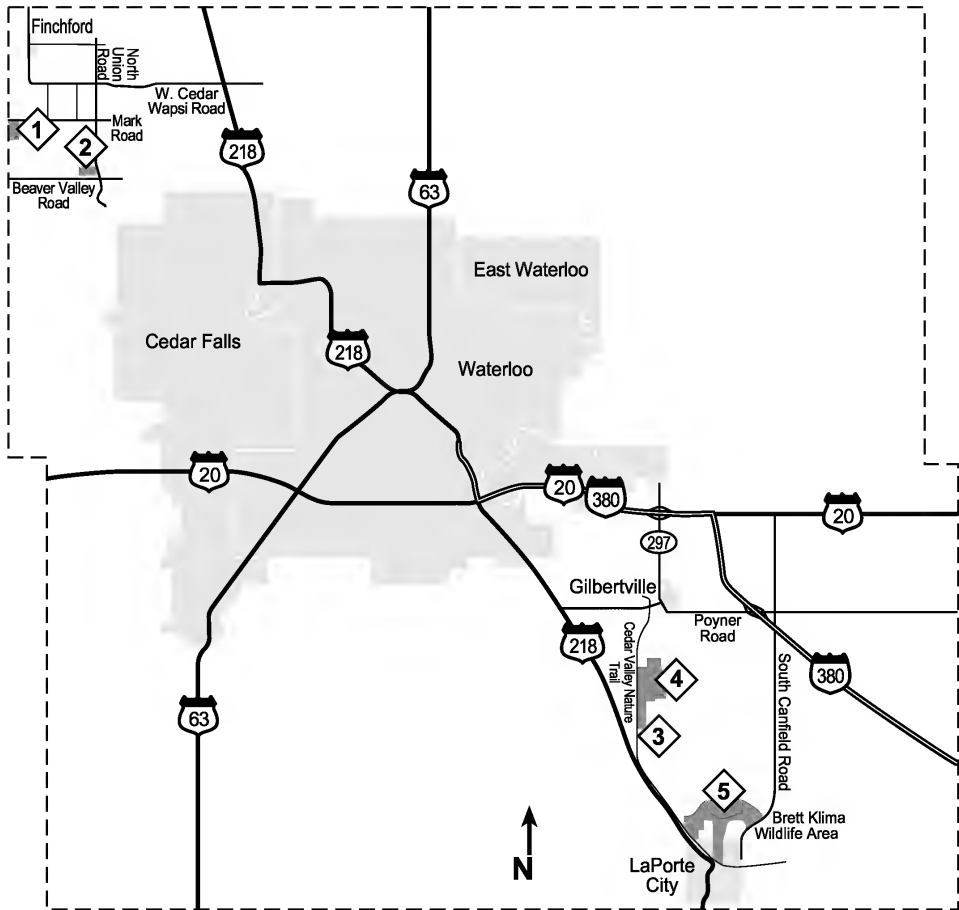 Finchford
North
Union
Road
W. Cedar
Wapsi Road
Mark
Road
1
2
Beaver Valley
Road
218
63
East Waterloo
Cedar Falls
218
Waterloo
20
20
380
20
297
Gilbertville
Poyner
Road
218
Cedar Valley Nature
Trail
4
380
South Canfield Road
63
3
5
Brett Klima
Wildlife Area
N
LaPorte
City